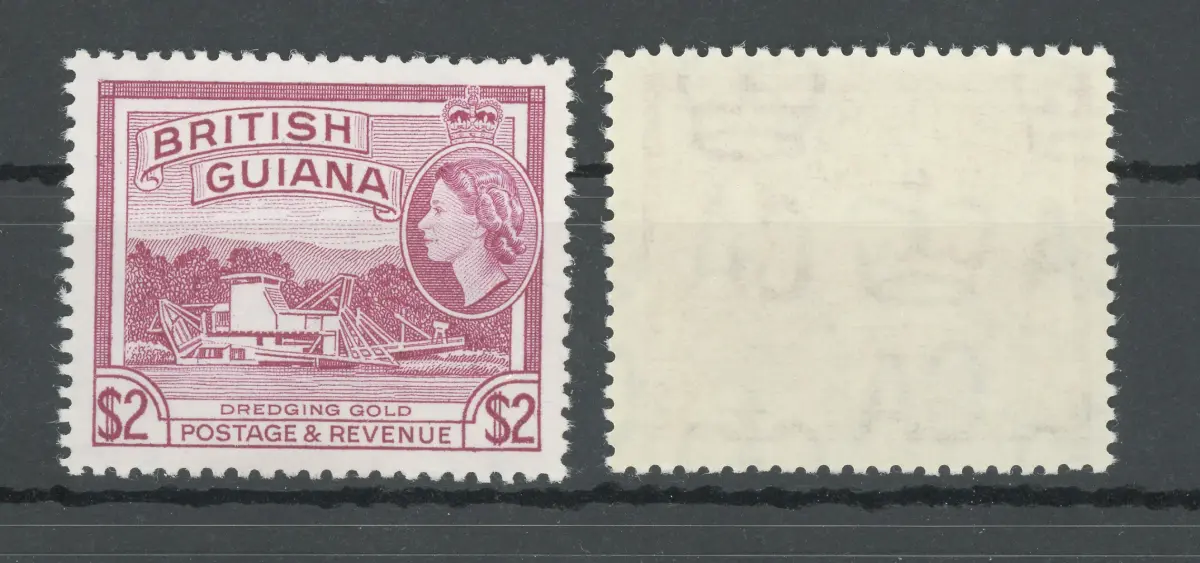 BRITISH
GUIANA
DREDGING GOLD
$2 POSTAGE & REVENUE $2